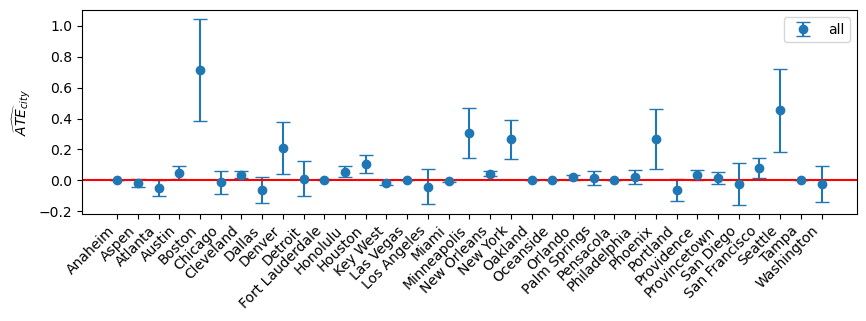 1.0
0.8
0.6
0.4
0.2
0.0
−0.2
ATE_city
all
Anaheim
Aspen
Atlanta
Austin
Boston
Chicago
Cleveland
Dallas
Denver
Detroit
Fort Lauderdale
Honolulu
Houston
Key West
Las Vegas
Los Angeles
Miami
Minneapolis
New Orleans
New York
Oakland
Oceanside
Orlando
Palm Springs
Pensacola
Philadelphia
Phoenix
Portland
Providence
Provincetown
San Diego
San Francisco
Seattle
Tampa
Washington